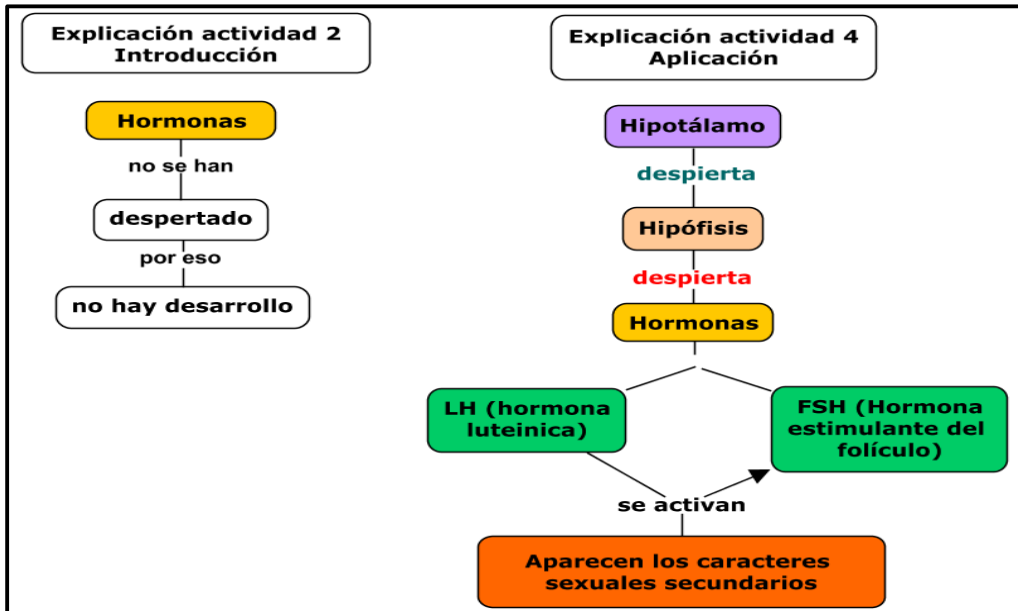 Explicación actividad 2
Introducción
Hormonas
no se han
despertado
por eso
no hay desarrollo
Explicación actividad 4
Aplicación
Hipotálamo
despierta
Hipófisis
despierta
Hormonas
LH (hormona
luteinica)
FSH (Hormona
estimulante del
folículo)
se activan
Aparecen los caracteres
sexuales secundarios